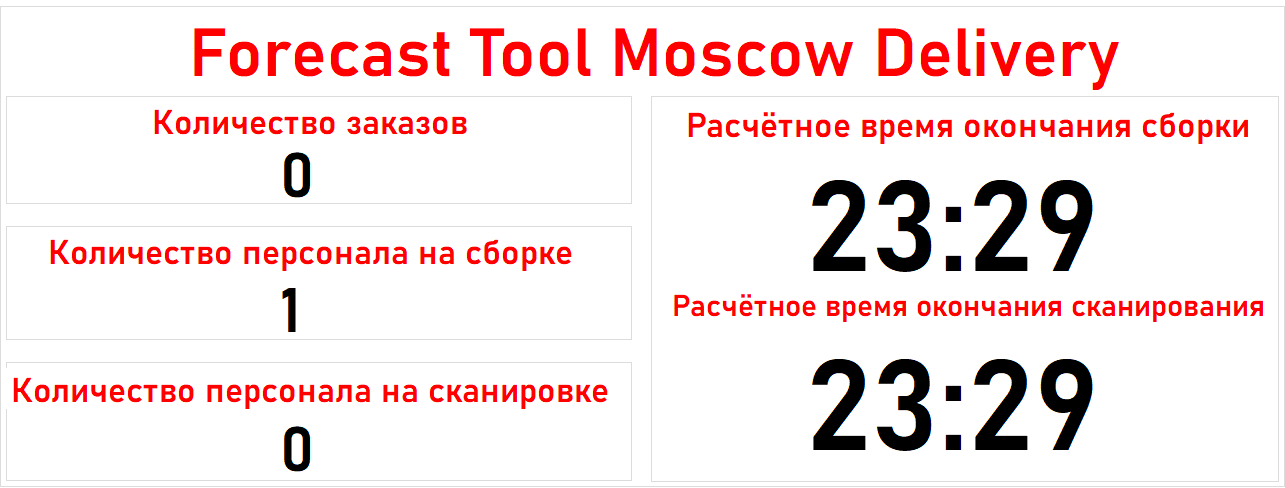 Forecast Tool Moscow Delivery
Количество заказов
0
Количество персонала на сборке
1
Количество персонала на сканировке
0
Расчётное время окончания сборки
23:29
Расчётное время окончания сканирования
23:29